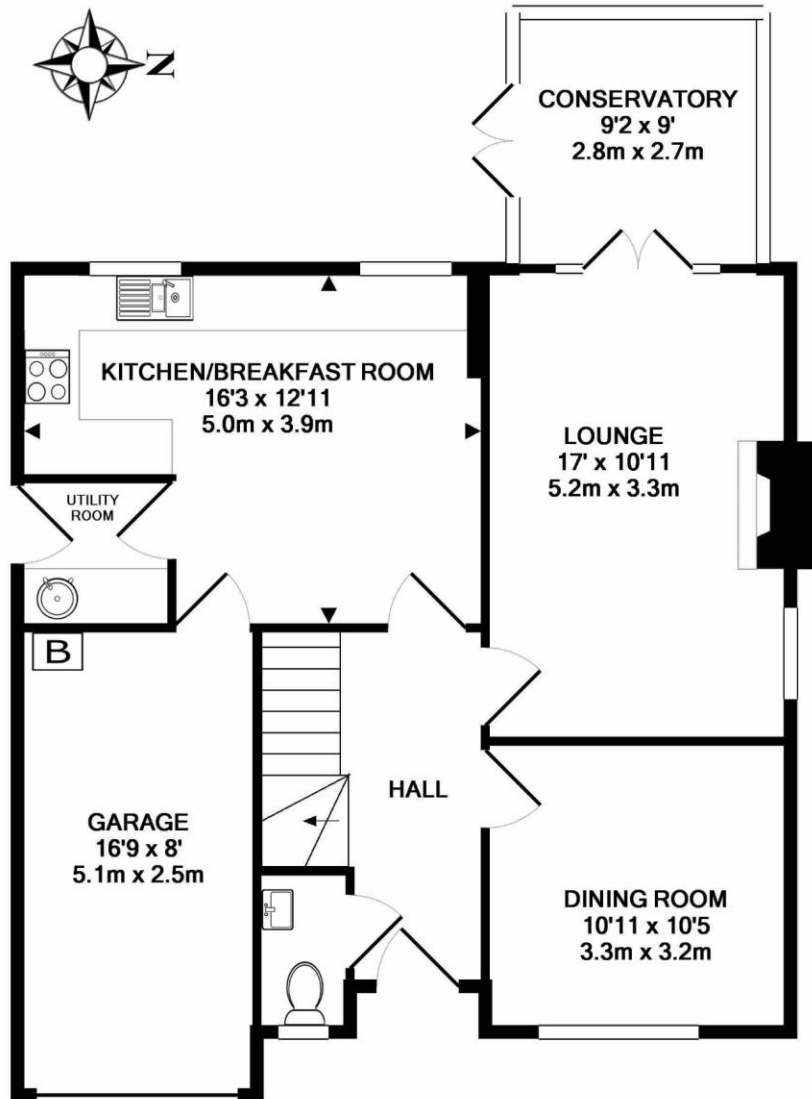 N
CONSERVATORY
9'2 x 9'
2.8m x 2.7m
KITCHEN/BREAKFAST ROOM
16'3 x 12'11
5.0m x 3.9m
LOUNGE
17' x 10'11
5.2m x 3.3m
UTILITY
ROOM
B
HALL
GARAGE
16'9 x 8'
5.1m x 2.5m
DINING ROOM
10'11 x 10'5
3.3m x 3.2m